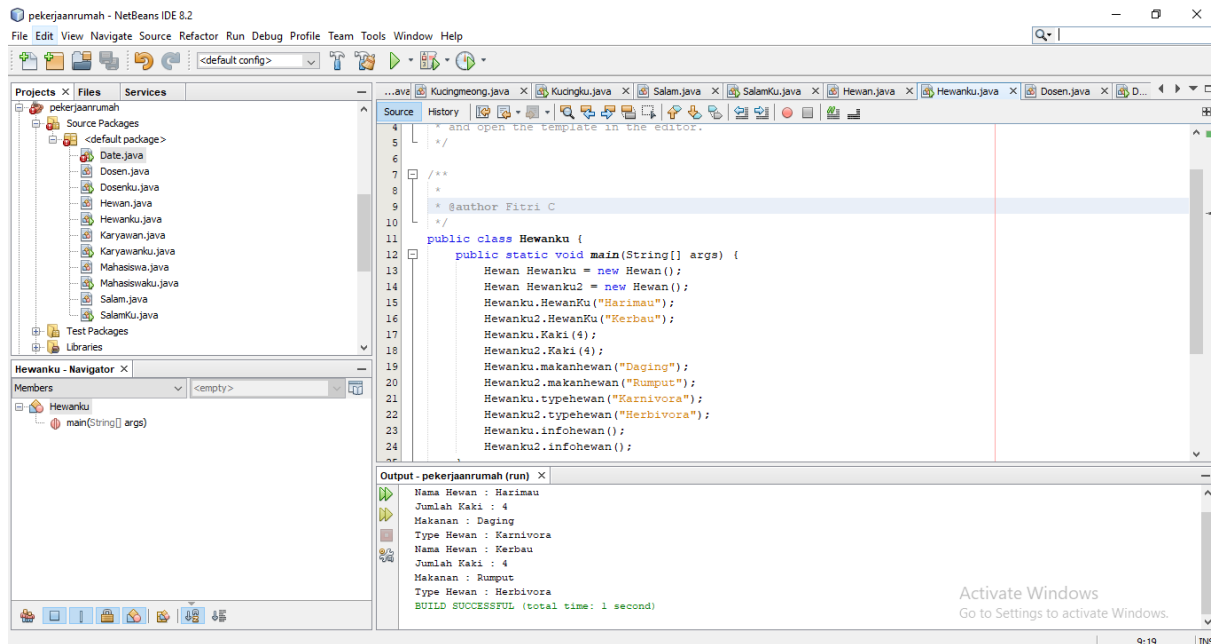 pekerjaanrumah - NetBeans IDE 8.2
File Edit View Navigate Source Refactor Run Debug Profile Team Tools Window Help
<default config>
Projects Files Services
pekerjaanrumah
Source Packages
<default package>
Date.java
Dosen.java
Dosenku.java
Hewan.java
Hewanku.java
Karyawan.java
Karyawanku.java
Mahasiswa.java
Mahasiswaku.java
Salam.java
SalamKu.java
Test Packages
Libraries
Hewanku - Navigator
Members <empty>
Hewanku
main(String[] args)
...ava Kucingmeong.java Kucingku.java Salam.java SalamKu.java Hewan.java Hewanku.java Dosen.java D...
Source History
4 * and open the template in the editor.
5 */
6
7 /**
8 *
9 * @author Fitri C
10 */
11 public class Hewanku {
12 public static void main(String[] args) {
13 Hewan Hewanku = new Hewan();
14 Hewan Hewanku2 = new Hewan();
15 Hewanku.HewanKu("Harimau");
16 Hewanku2.HewanKu("Kerbau");
17 Hewanku.Kaki(4);
18 Hewanku2.Kaki(4);
19 Hewanku.makanhewan("Daging");
20 Hewanku2.makanhewan("Rumput");
21 Hewanku.typehewan("Karnivora");
22 Hewanku2.typehewan("Herbivora");
23 Hewanku.infohewan();
24 Hewanku2.infohewan();
Output - pekerjaanrumah (run)
Nama Hewan : Harimau
Jumlah Kaki : 4
Makanan : Daging
Type Hewan : Karnivora
Nama Hewan : Kerbau
Jumlah Kaki : 4
Makanan : Rumput
Type Hewan : Herbivora
BUILD SUCCESSFUL (total time: 1 second)
Activate Windows
Go to Settings to activate Windows.
9:19 INS